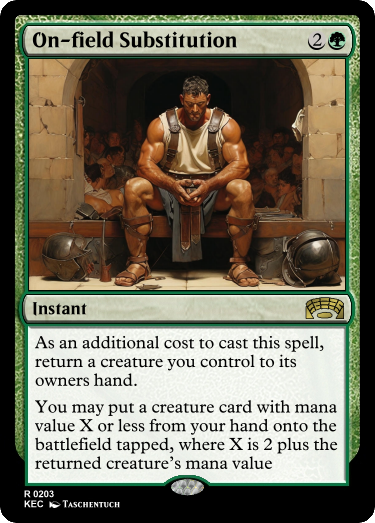 On-field Substitution 2
Instant
As an additional cost to cast this spell,
return a creature you control to its
owners hand.
You may put a creature card with mana
value X or less from your hand onto the
battlefield tapped, where X is 2 plus the
returned creature's mana value
R 0203
KEC TASCHENTUCH